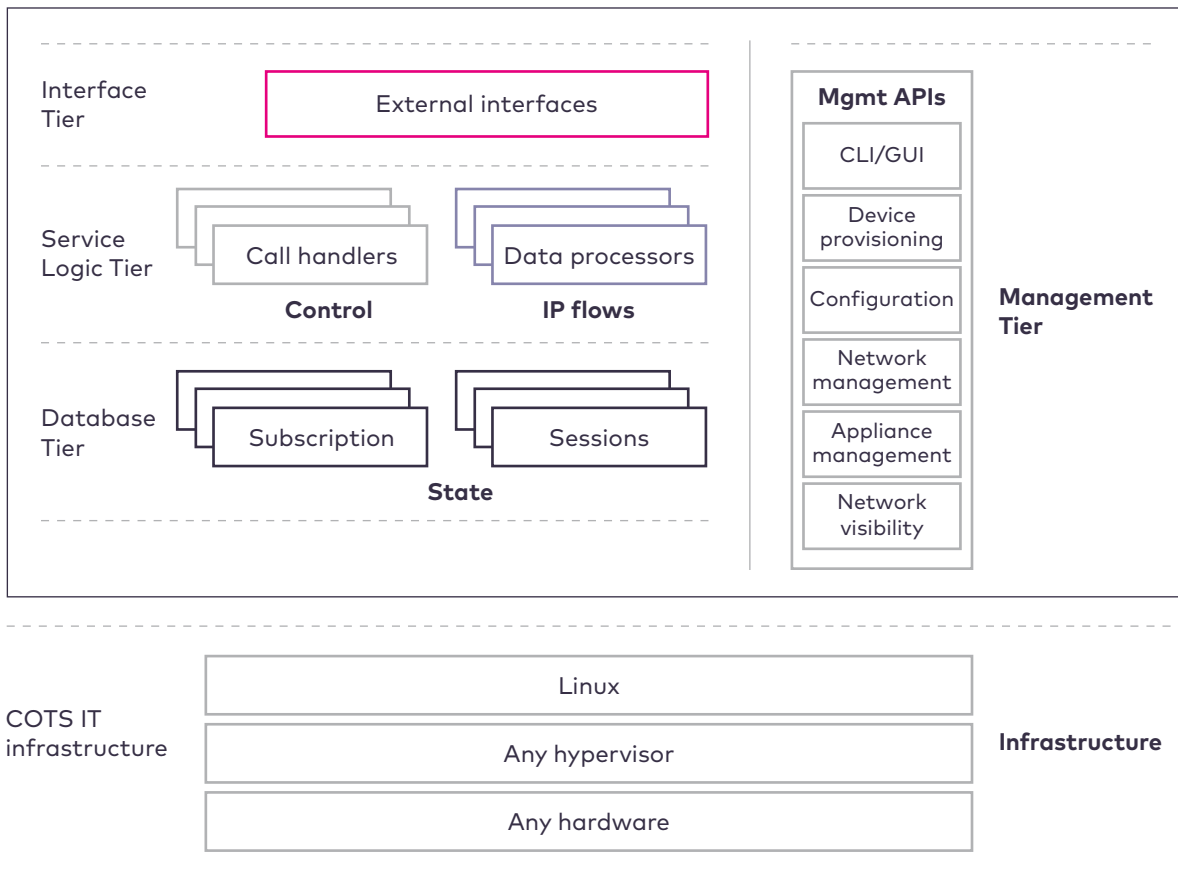 Interface
Tier
External interfaces
Service
Logic Tier
Call handlers
Data processors
Control
IP flows
Database
Tier
Subscription
Sessions
State
Mgmt APIs
CLI/GUI
Device
provisioning
Configuration
Network
management
Appliance
management
Network
visibility
Management
Tier
COTS IT
infrastructure
Linux
Any hypervisor
Any hardware
Infrastructure